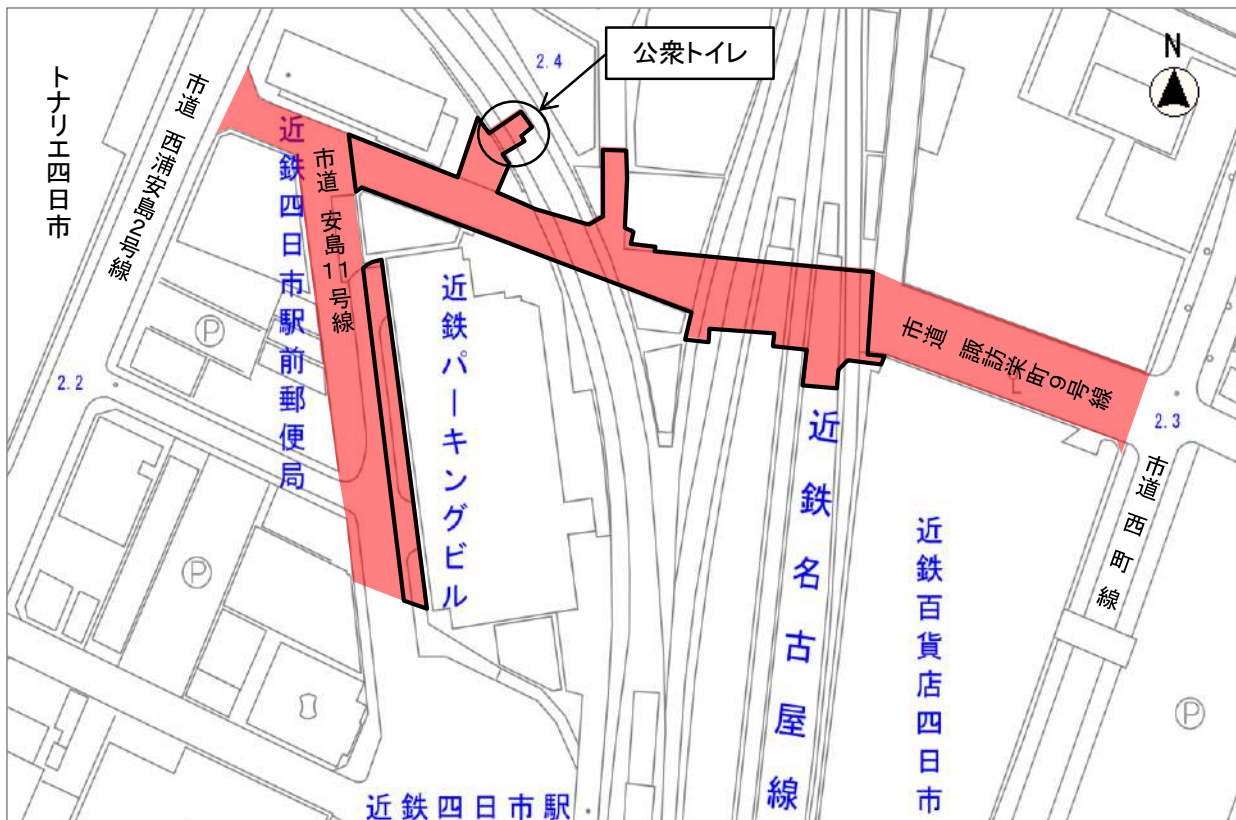 公衆トイレ
2.4
N
トナリエ四日市
市道 西浦安島2号線
近鉄四日市駅前郵便局
市道 安島11号線
近鉄パーキングビル
P
2.2
市道 諏訪栄町9号線
2.3
市道 西町線
P
近鉄名古屋線
近鉄百貨店四日市
P
近鉄四日市駅